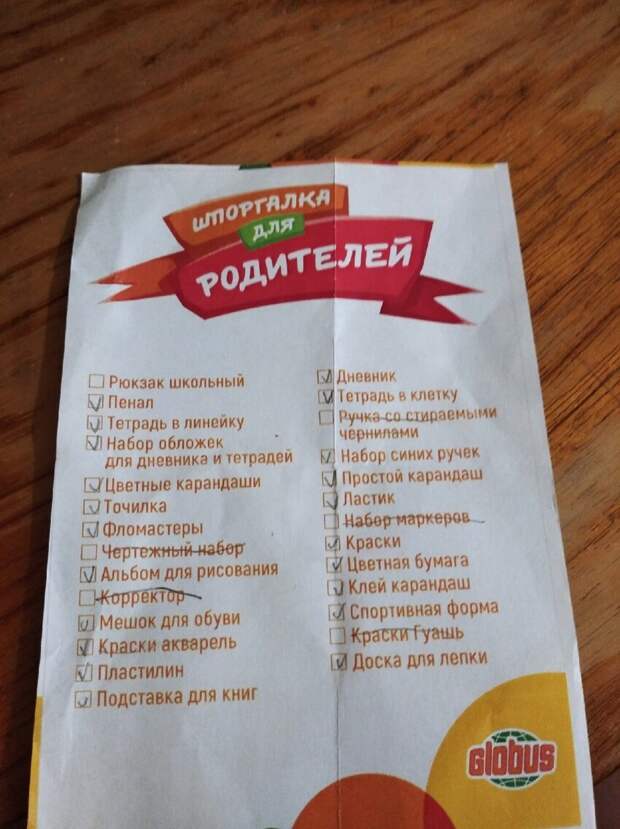 ШПОРГАЛКА
ДЛЯ
РОДИТЕЛЕЙ
Рюкзак школьный
Пенал
Тетрадь в линейку
Набор обложек
для дневника и тетрадей
Цветные карандаши
Точилка
Фломастеры
Чертежный набор
Альбом для рисования
Корректор
Мешок для обуви
Краски акварель
Пластилин
Подставка для книг
Дневник
Тетрадь в клетку
Ручка со стираемыми
чернилами
Набор синих ручек
Простой карандаш
Ластик
Набор маркеров
Краски
Цветная бумага
Клей карандаш
Спортивная форма
Краски Гуашь
Доска для лепки
Globus